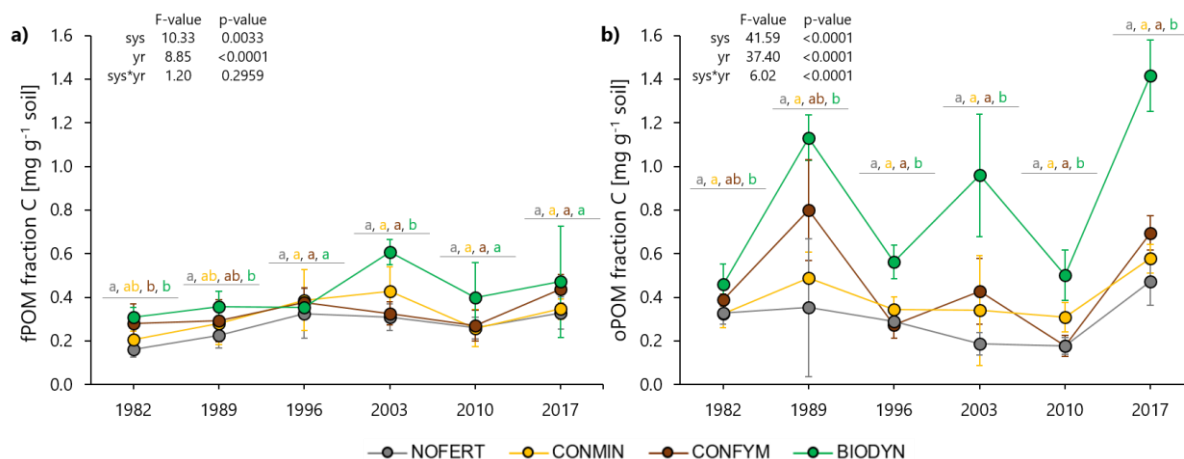 a)
F-value p-value
sys 10.33 0.0033
yr 8.85 <0.0001
sys*yr 1.20 0.2959
fPOM fraction C [mg g⁻¹ soil]
1.6
1.4
1.2
1.0
0.8
0.6
0.4
0.2
0.0
a, ab, b, b
a, ab, ab, b
a, a, a, a
a, a, a, b
a, a, a, a
a, a, a, a
1982 1989 1996 2003 2010 2017
b)
F-value p-value
sys 41.59 <0.0001
yr 37.40 <0.0001
sys*yr 6.02 <0.0001
oPOM fraction C [mg g⁻¹ soil]
1.6
1.4
1.2
1.0
0.8
0.6
0.4
0.2
0.0
a, a, ab, b
a, a, ab, b
a, a, a, b
a, a, a, b
a, a, a, b
a, a, a, b
1982 1989 1996 2003 2010 2017
NOFERT CONMIN CONFYM BIODYN